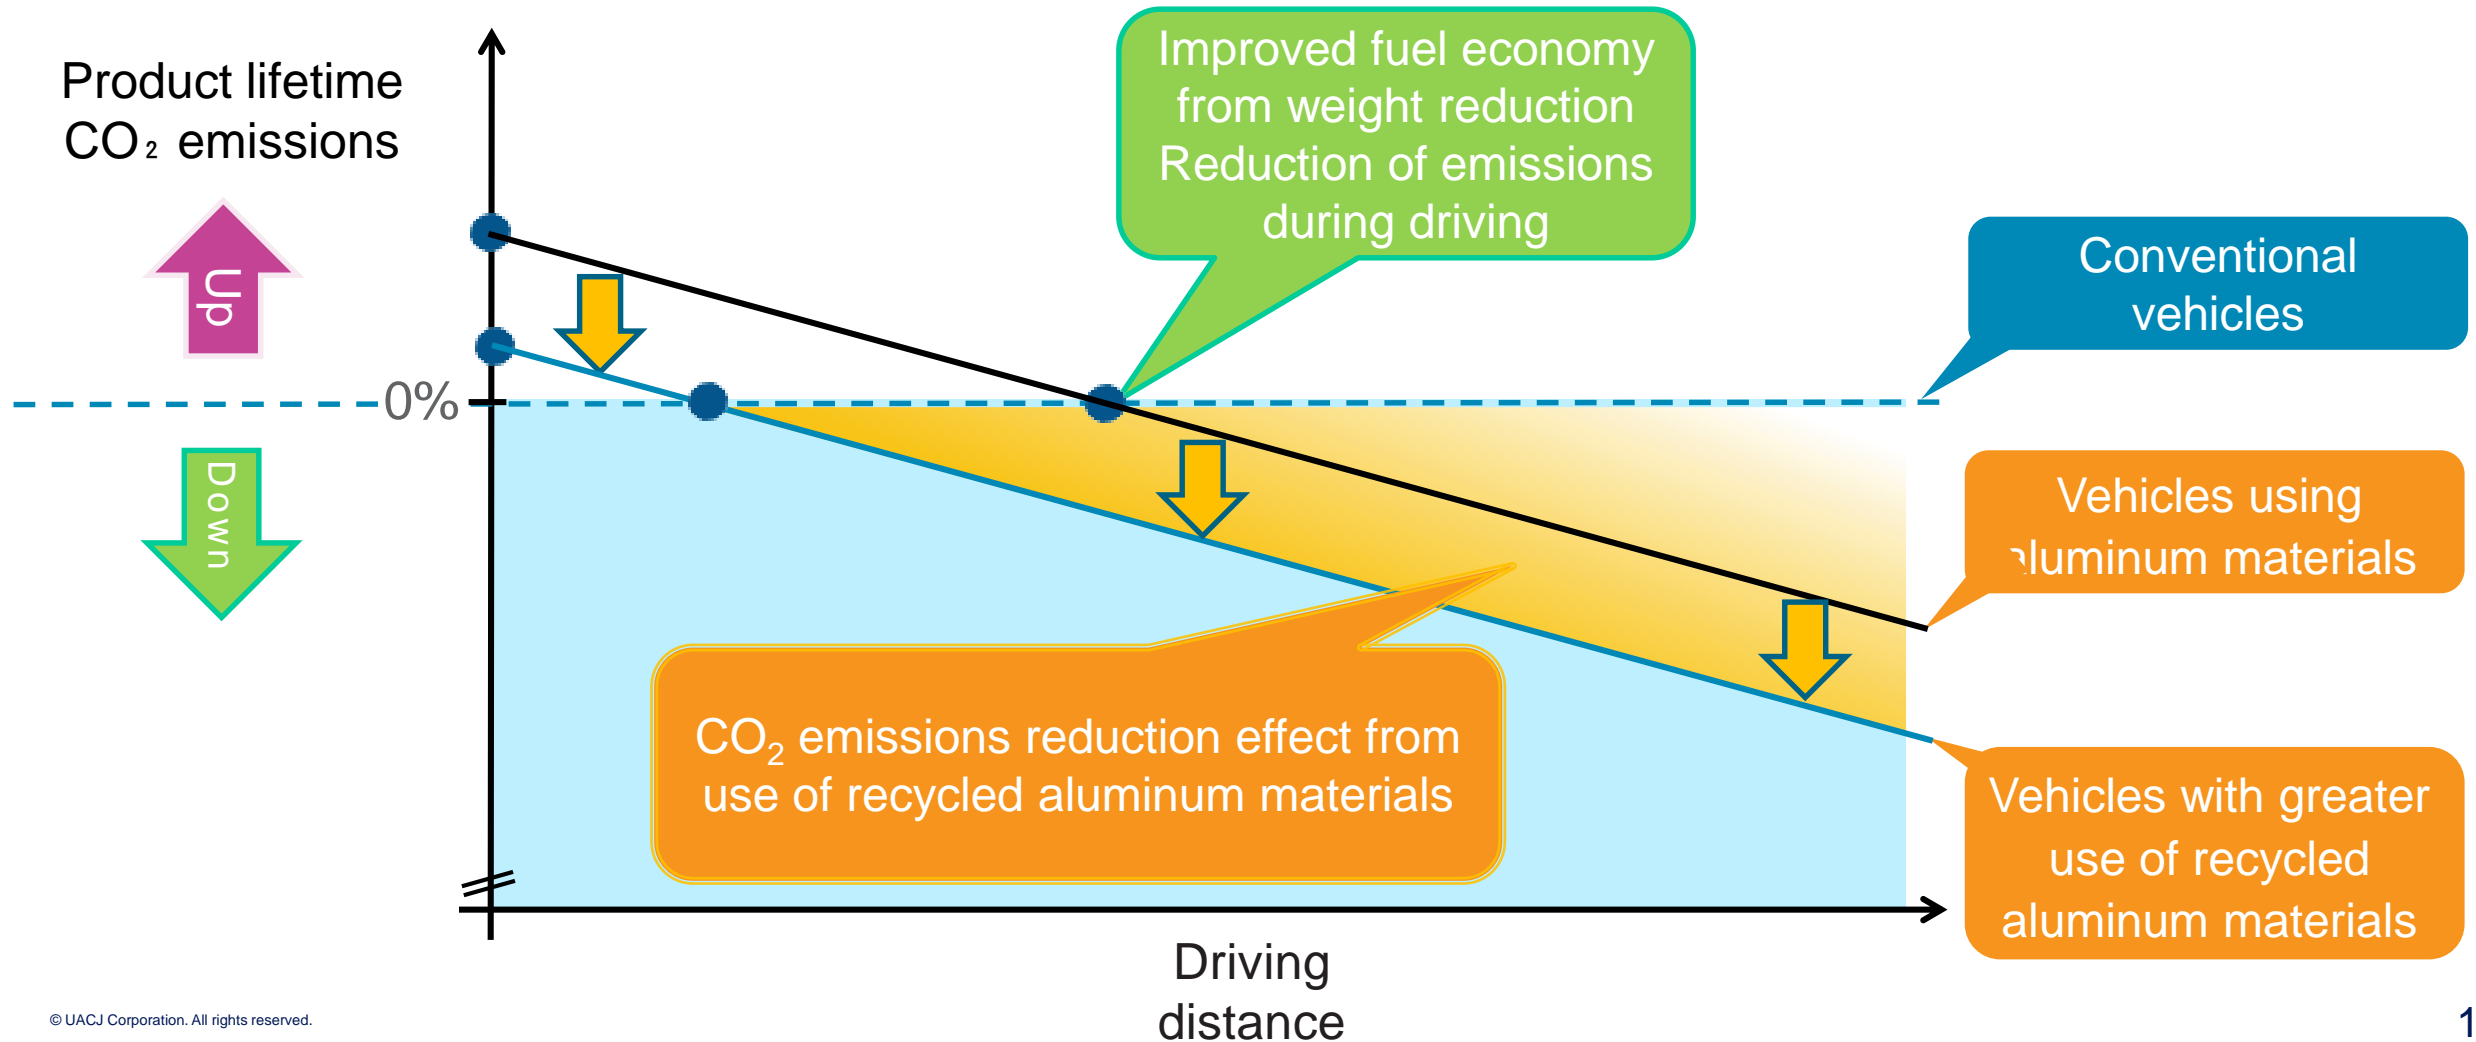 Product lifetime
CO₂ emissions
Up
0%
Down
Improved fuel economy
from weight reduction
Reduction of emissions
during driving
Conventional
vehicles
Vehicles using
aluminum materials
CO₂ emissions reduction effect from
use of recycled aluminum materials
Vehicles with greater
use of recycled
aluminum materials
Driving
distance
© UACJ Corporation. All rights reserved.
1